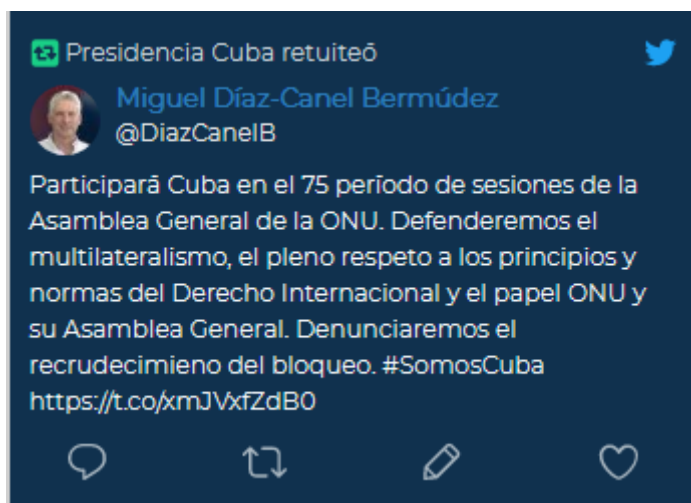 Presidencia Cuba retuiteó
Miguel Díaz-Canel Bermúdez
@DiazCanelB
Participará Cuba en el 75 período de sesiones de la
Asamblea General de la ONU. Defenderemos el
multilateralismo, el pleno respeto a los principios y
normas del Derecho Internacional y el papel ONU y
su Asamblea General. Denunciaremos el
recrudecimieno del bloqueo. #SomosCuba
https://t.co/xmJVxfZdB0